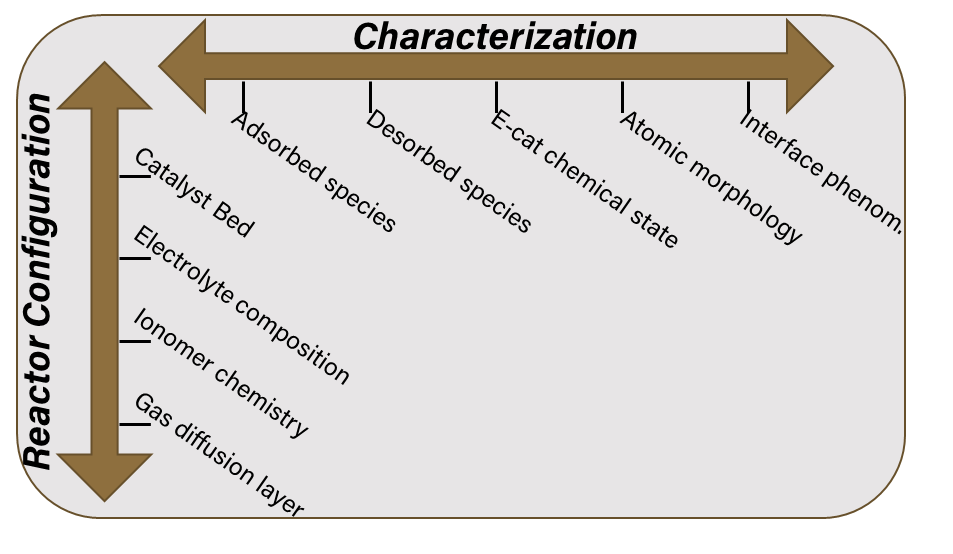 Characterization
Adsorbed species
Desorbed species
E-cat chemical state
Atomic morphology
Interface phenom.
Reactor Configuration
Catalyst Bed
Electrolyte composition
Ionomer chemistry
Gas diffusion layer